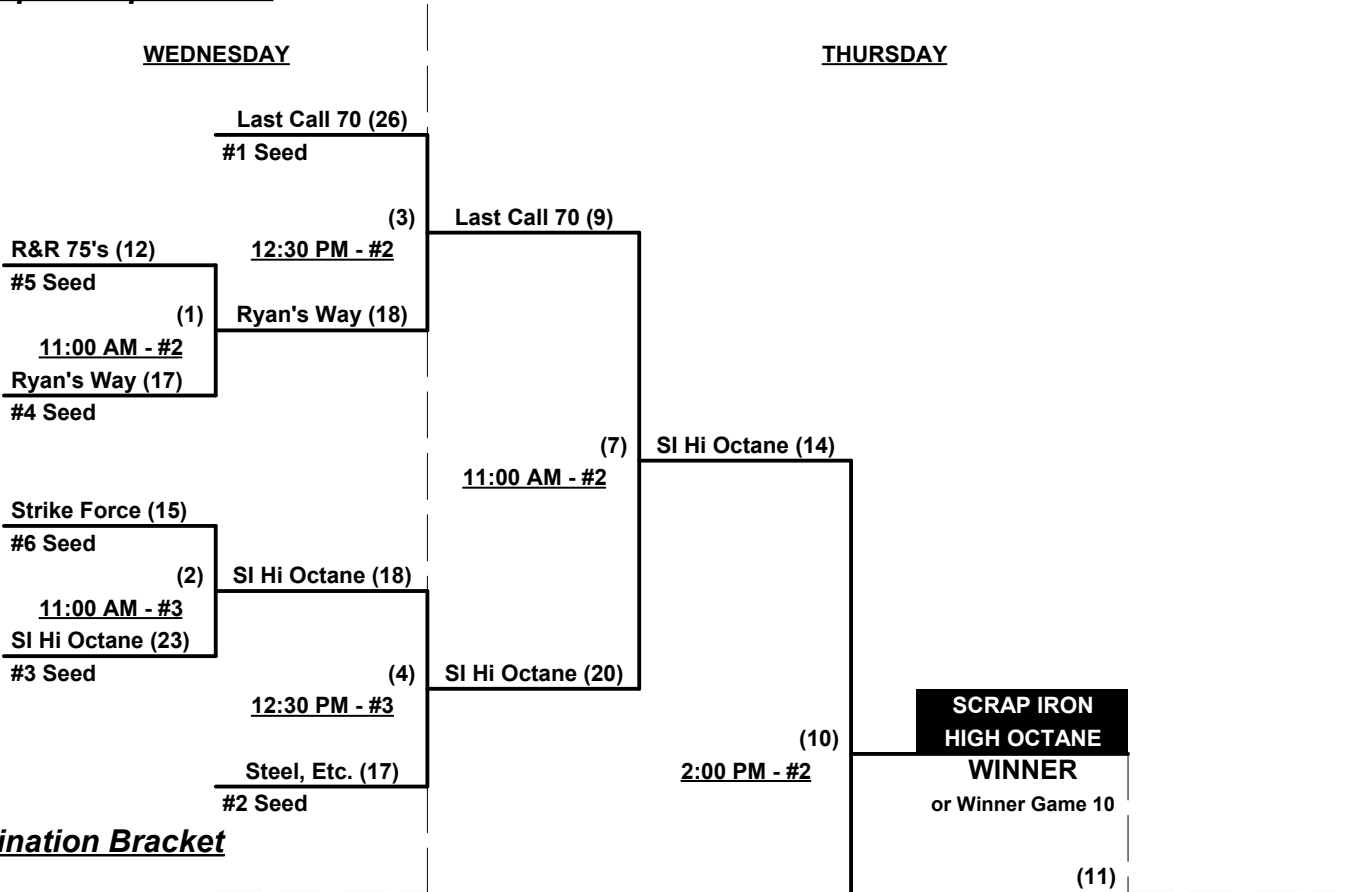 WEDNESDAY
THURSDAY
Last Call 70 (26)
#1 Seed
(3)
Last Call 70 (9)
R&R 75's (12)
12:30 PM - #2
#5 Seed
(1)
Ryan's Way (18)
11:00 AM - #2
Ryan's Way (17)
#4 Seed
(7)
SI Hi Octane (14)
11:00 AM - #2
Strike Force (15)
#6 Seed
(2)
SI Hi Octane (18)
11:00 AM - #3
SI Hi Octane (23)
#3 Seed
(4)
SI Hi Octane (20)
12:30 PM - #3
SCRAP IRON
HIGH OCTANE
(10)
Steel, Etc. (17)
2:00 PM - #2
WINNER
#2 Seed
or Winner Game 10
ination Bracket
(11)